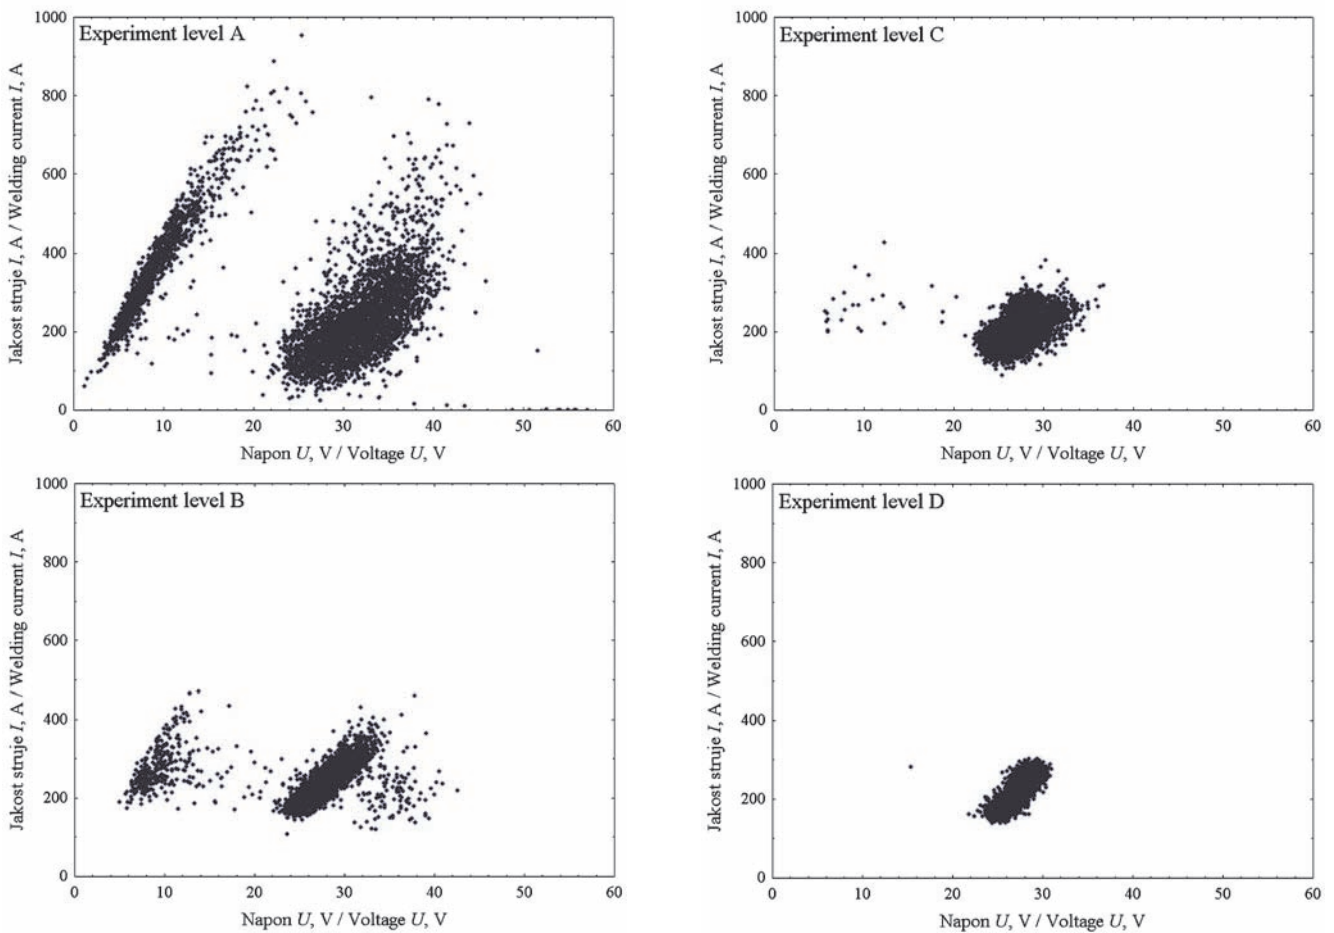 Experiment level A
1000
800
600
400
200
0
Jakost struje I, A / Welding current I, A
0 10 20 30 40 50 60
Napon U, V / Voltage U, V
Experiment level C
1000
800
600
400
200
0
Jakost struje I, A / Welding current I, A
0 10 20 30 40 50 60
Napon U, V / Voltage U, V
Experiment level B
1000
800
600
400
200
0
Jakost struje I, A / Welding current I, A
0 10 20 30 40 50 60
Napon U, V / Voltage U, V
Experiment level D
1000
800
600
400
200
0
Jakost struje I, A / Welding current I, A
0 10 20 30 40 50 60
Napon U, V / Voltage U, V